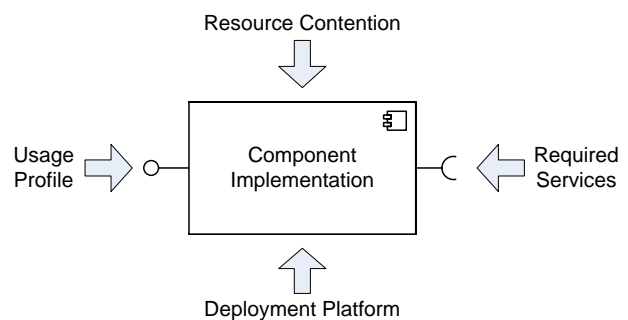 Resource Contention
Usage
Profile
Component
Implementation
Required
Services
Deployment Platform